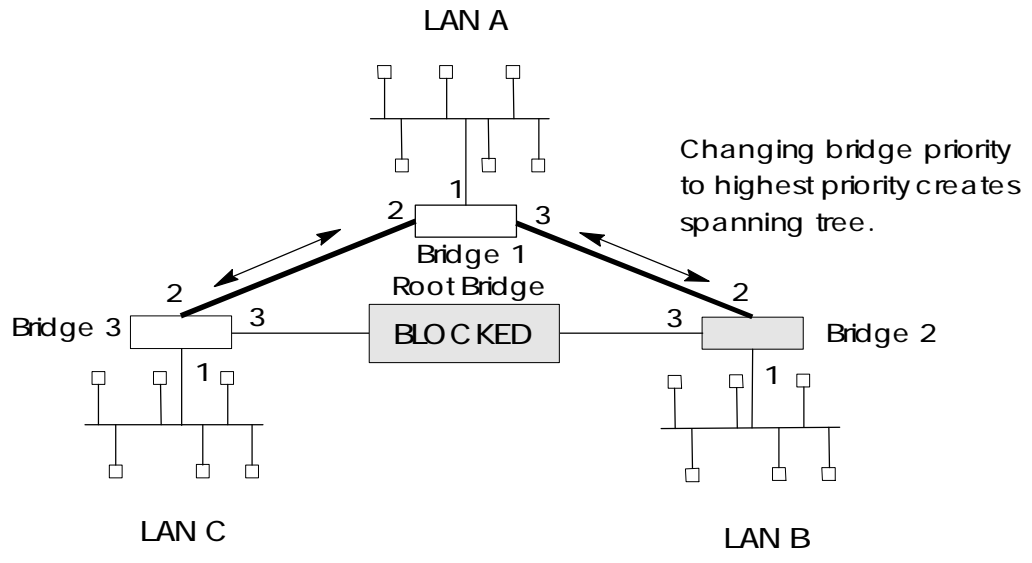 LAN A
Changing bridge priority
to highest priority creates
spanning tree.
1
2
3
Bridge 1
Root Bridge
2
2
Bridge 3
3
BLOCKED
3
Bridge 2
1
1
LAN C
LAN B